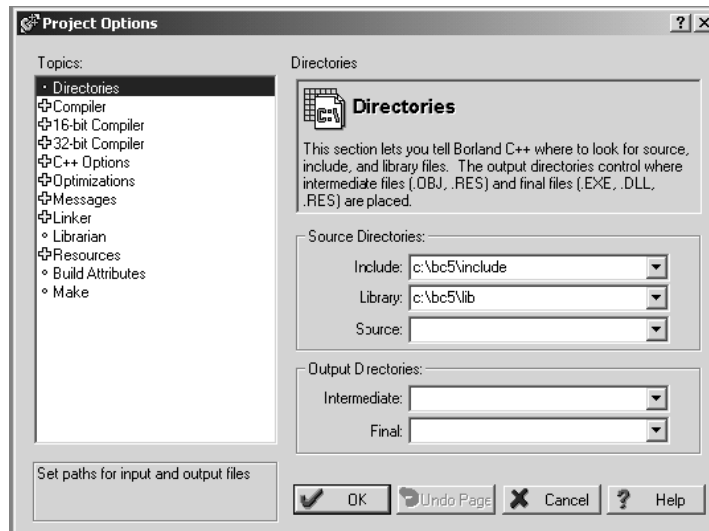 Project Options
Topics:
Directories
Compiler
16-bit Compiler
32-bit Compiler
C++ Options
Optimizations
Messages
Linker
Librarian
Resources
Build Attributes
Make
Set paths for input and output files
Directories
C:\
Directories
This section lets you tell Borland C++ where to look for source,
include, and library files. The output directories control where
intermediate files (.OBJ, .RES) and final files (.EXE, .DLL,
.RES) are placed.
Source Directories:
Include: c:\bc5\include
Library: c:\bc5\lib
Source:
Output Directories:
Intermediate:
Final:
OK Undo Page Cancel ? Help